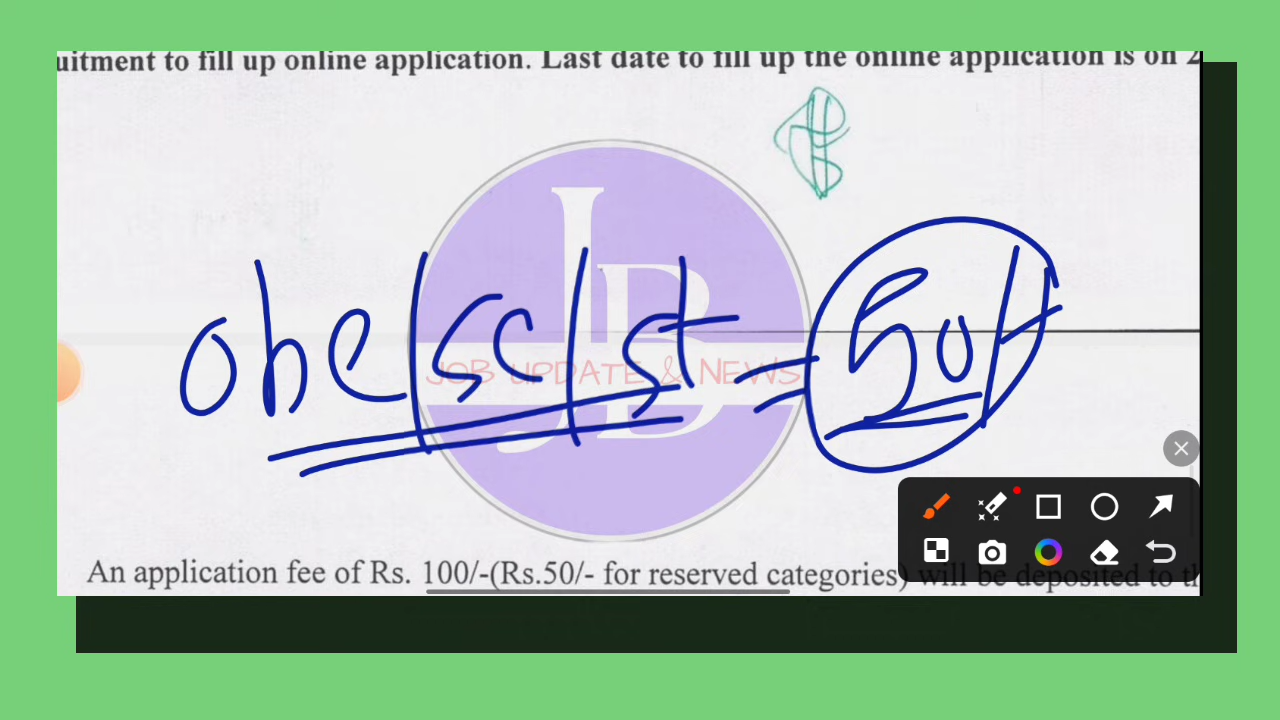 uitment to fill up online application. Last date to fill up the online application is on 2
JB
JOB UPDATE & NEWS
obc/sc/st = 50/-
An application fee of Rs. 100/-(Rs.50/- for reserved categories) will be deposited to th